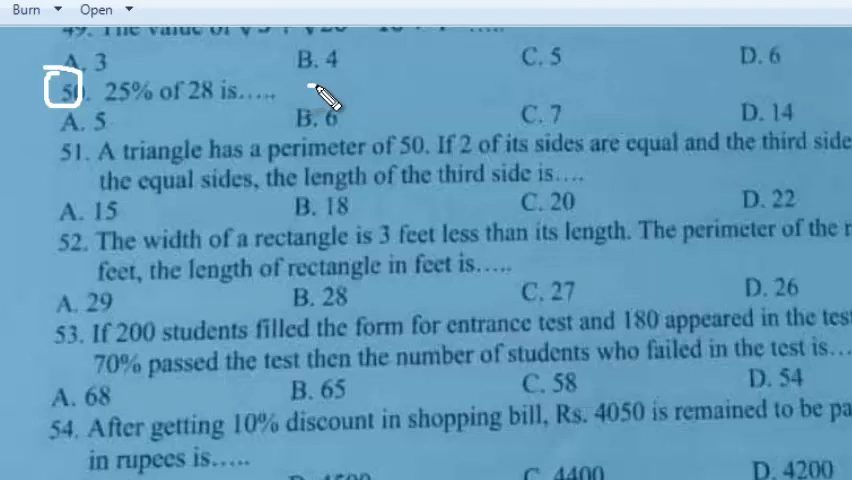 Burn Open
49. The value of
A. 3 B. 4 C. 5 D. 6
50. 25% of 28 is.....
A. 5 B. 6 C. 7 D. 14
51. A triangle has a perimeter of 50. If 2 of its sides are equal and the third side
the equal sides, the length of the third side is....
A. 15 B. 18 C. 20 D. 22
52. The width of a rectangle is 3 feet less than its length. The perimeter of the r
feet, the length of rectangle in feet is.....
A. 29 B. 28 C. 27 D. 26
53. If 200 students filled the form for entrance test and 180 appeared in the tes
70% passed the test then the number of students who failed in the test is...
A. 68 B. 65 C. 58 D. 54
54. After getting 10% discount in shopping bill, Rs. 4050 is remained to be pa
in rupees is.....
C. 4400 D. 4200